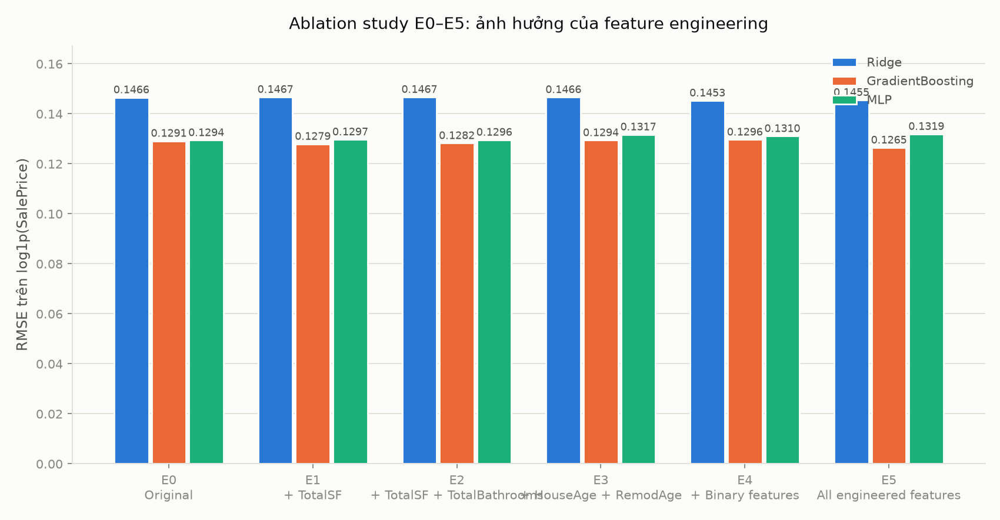 Ablation study E0–E5: ảnh hưởng của feature engineering
RMSE trên log1p(SalePrice)
0.16
0.14
0.12
0.10
0.08
0.06
0.04
0.02
0.00
Ridge
GradientBoosting
MLP
0.1466
0.1291
0.1294
0.1467
0.1279
0.1297
0.1467
0.1282
0.1296
0.1466
0.1294
0.1317
0.1453
0.1296
0.1310
0.1455
0.1265
0.1319
E0
Original
E1
+ TotalSF
E2
+ TotalSF + TotalBathrooms
E3
+ HouseAge + RemodAge
E4
+ Binary features
E5
All engineered features